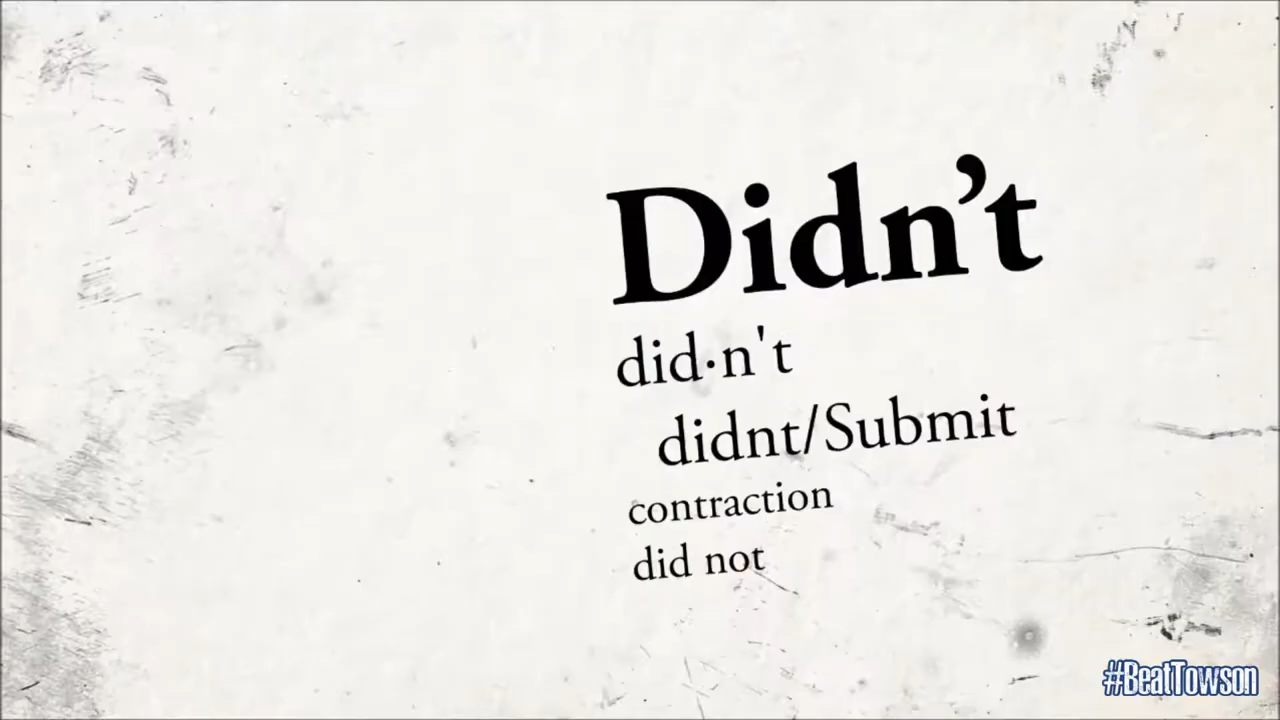 Didn’t
did·n't
didnt/Submit
contraction
did not
#BeatTowson